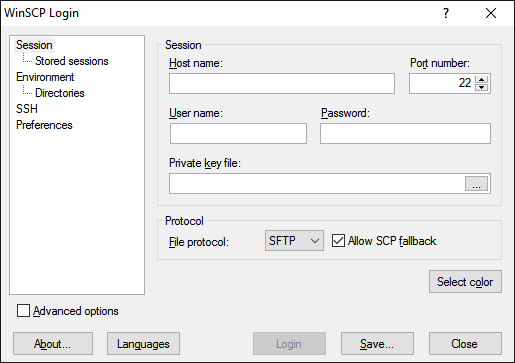 WinSCP Login
Session
Stored sessions
Environment
Directories
SSH
Preferences
Session
Host name:
Port number:
22
User name:
Password:
Private key file:
...
Protocol
File protocol:
SFTP
Allow SCP fallback
Select color
Advanced options
About...
Languages
Login
Save...
Close